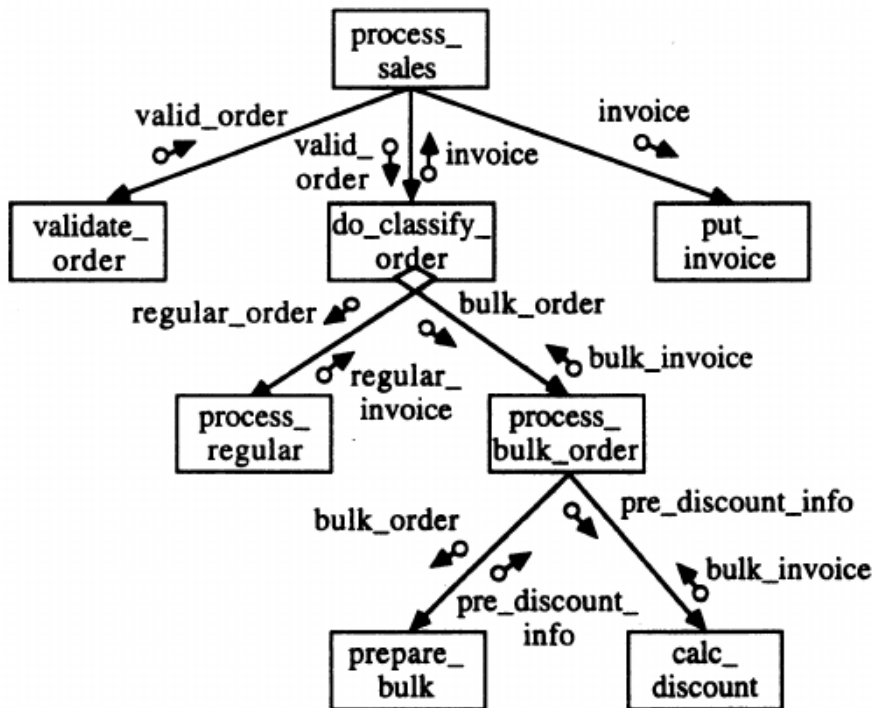 process_
sales
valid_order
invoice
valid_
order
invoice
validate_
order
do_classify_
order
put_
invoice
regular_order
bulk_order
regular_
invoice
bulk_invoice
process_
regular
process_
bulk_order
bulk_order
pre_discount_info
pre_discount_
info
bulk_invoice
prepare_
bulk
calc_
discount